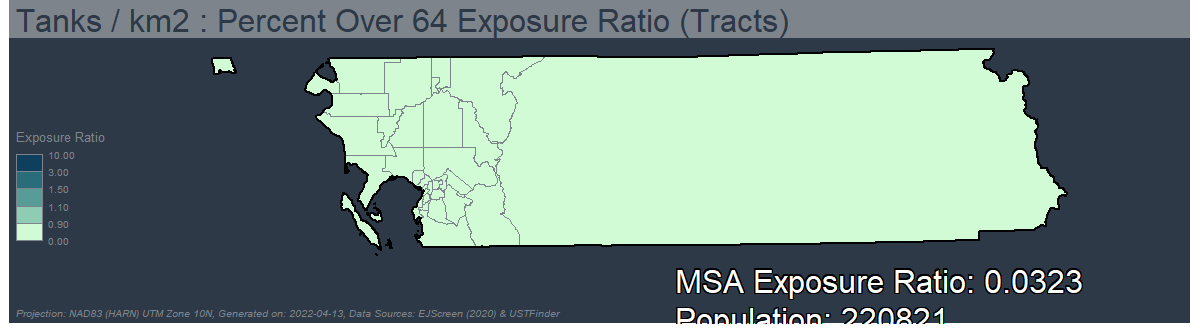 Tanks / km2 : Percent Over 64 Exposure Ratio (Tracts)
Exposure Ratio
10.00
3.00
1.50
1.10
0.90
0.00
MSA Exposure Ratio: 0.0323
Population: 220821
Projection: NAD83 (HARN) UTM Zone 10N, Generated on: 2022-04-13, Data Sources: EJScreen (2020) & USTFinder